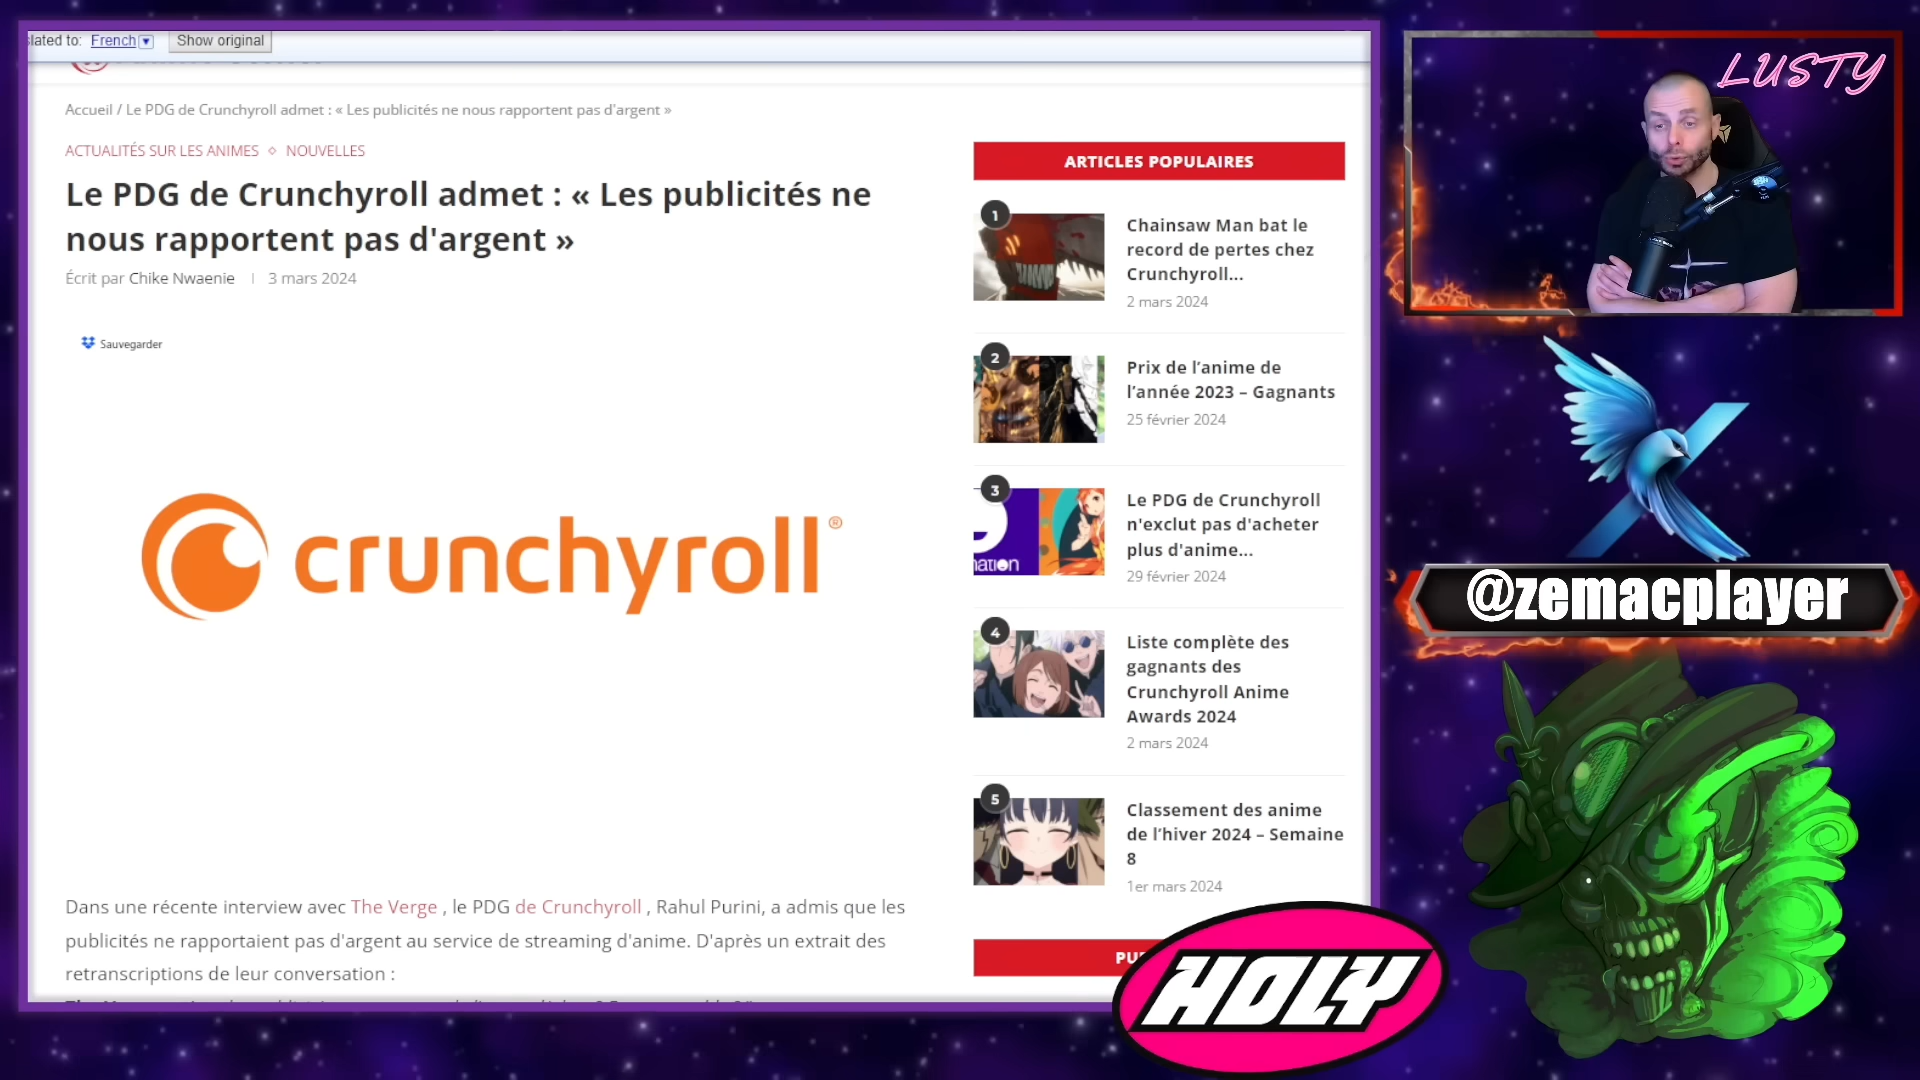 lated to: French Show original
Accueil / Le PDG de Crunchyroll admet : « Les publicités ne nous rapportent pas d'argent »
ACTUALITÉS SUR LES ANIMES ◇ NOUVELLES
Le PDG de Crunchyroll admet : « Les publicités ne
nous rapportent pas d'argent »
Écrit par Chike Nwaenie | 3 mars 2024
Sauvegarder
crunchyroll®
Dans une récente interview avec The Verge , le PDG de Crunchyroll , Rahul Purini, a admis que les
publicités ne rapportaient pas d'argent au service de streaming d'anime. D'après un extrait des
retranscriptions de leur conversation :
ARTICLES POPULAIRES
1
Chainsaw Man bat le
record de pertes chez
Crunchyroll...
2 mars 2024
2
Prix de l’anime de
l’année 2023 – Gagnants
25 février 2024
3
ation
Le PDG de Crunchyroll
n'exclut pas d'acheter
plus d'anime...
29 février 2024
4
Liste complète des
gagnants des
Crunchyroll Anime
Awards 2024
2 mars 2024
5
Classement des anime
de l’hiver 2024 – Semaine
8
1er mars 2024
PU
HOLY
LUSTY
@zemacplayer